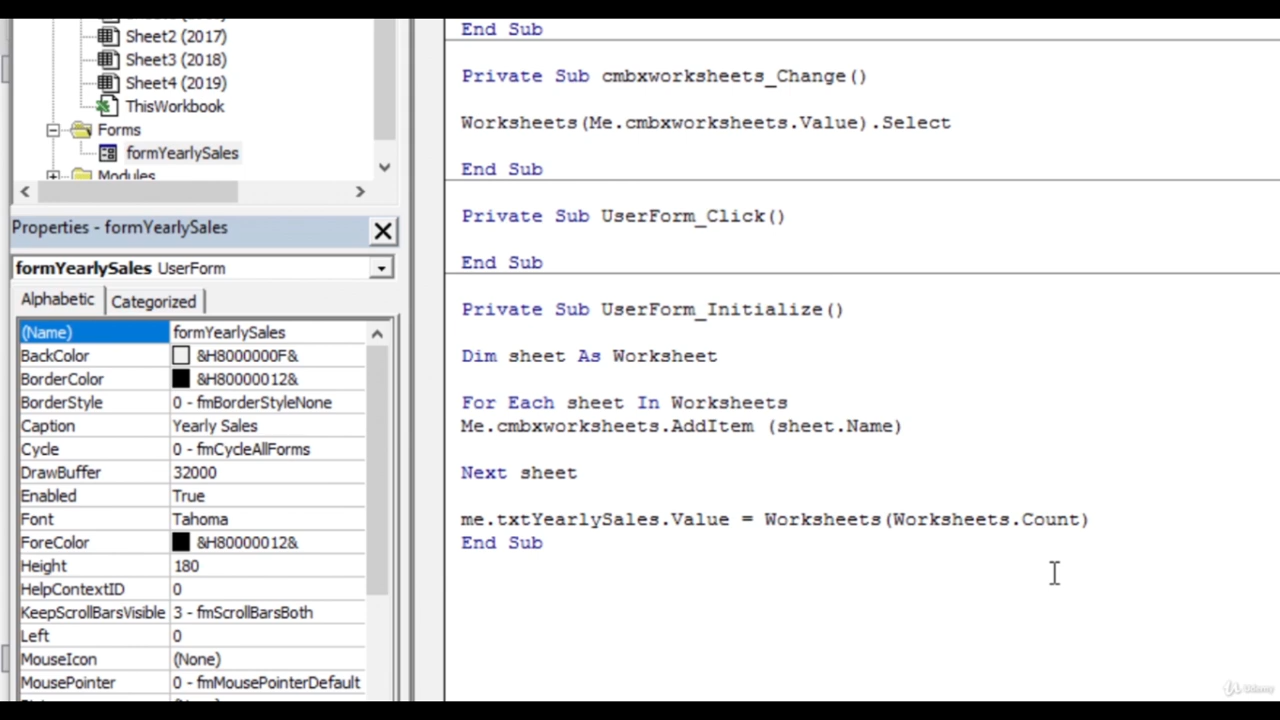 Sheet2 (2017)
Sheet3 (2018)
Sheet4 (2019)
ThisWorkbook
Forms
formYearlySales
Modules
Properties - formYearlySales
formYearlySales UserForm
Alphabetic Categorized
(Name) formYearlySales
BackColor &H8000000F&
BorderColor &H80000012&
BorderStyle 0 - fmBorderStyleNone
Caption Yearly Sales
Cycle 0 - fmCycleAllForms
DrawBuffer 32000
Enabled True
Font Tahoma
ForeColor &H80000012&
Height 180
HelpContextID 0
KeepScrollBarsVisible 3 - fmScrollBarsBoth
Left 0
MouseIcon (None)
MousePointer 0 - fmMousePointerDefault
End Sub
Private Sub cmbxworksheets_Change()
Worksheets(Me.cmbxworksheets.Value).Select
End Sub
Private Sub UserForm_Click()
End Sub
Private Sub UserForm_Initialize()
Dim sheet As Worksheet
For Each sheet In Worksheets
Me.cmbxworksheets.AddItem (sheet.Name)
Next sheet
me.txtYearlySales.Value = Worksheets(Worksheets.Count)
End Sub
Udemy